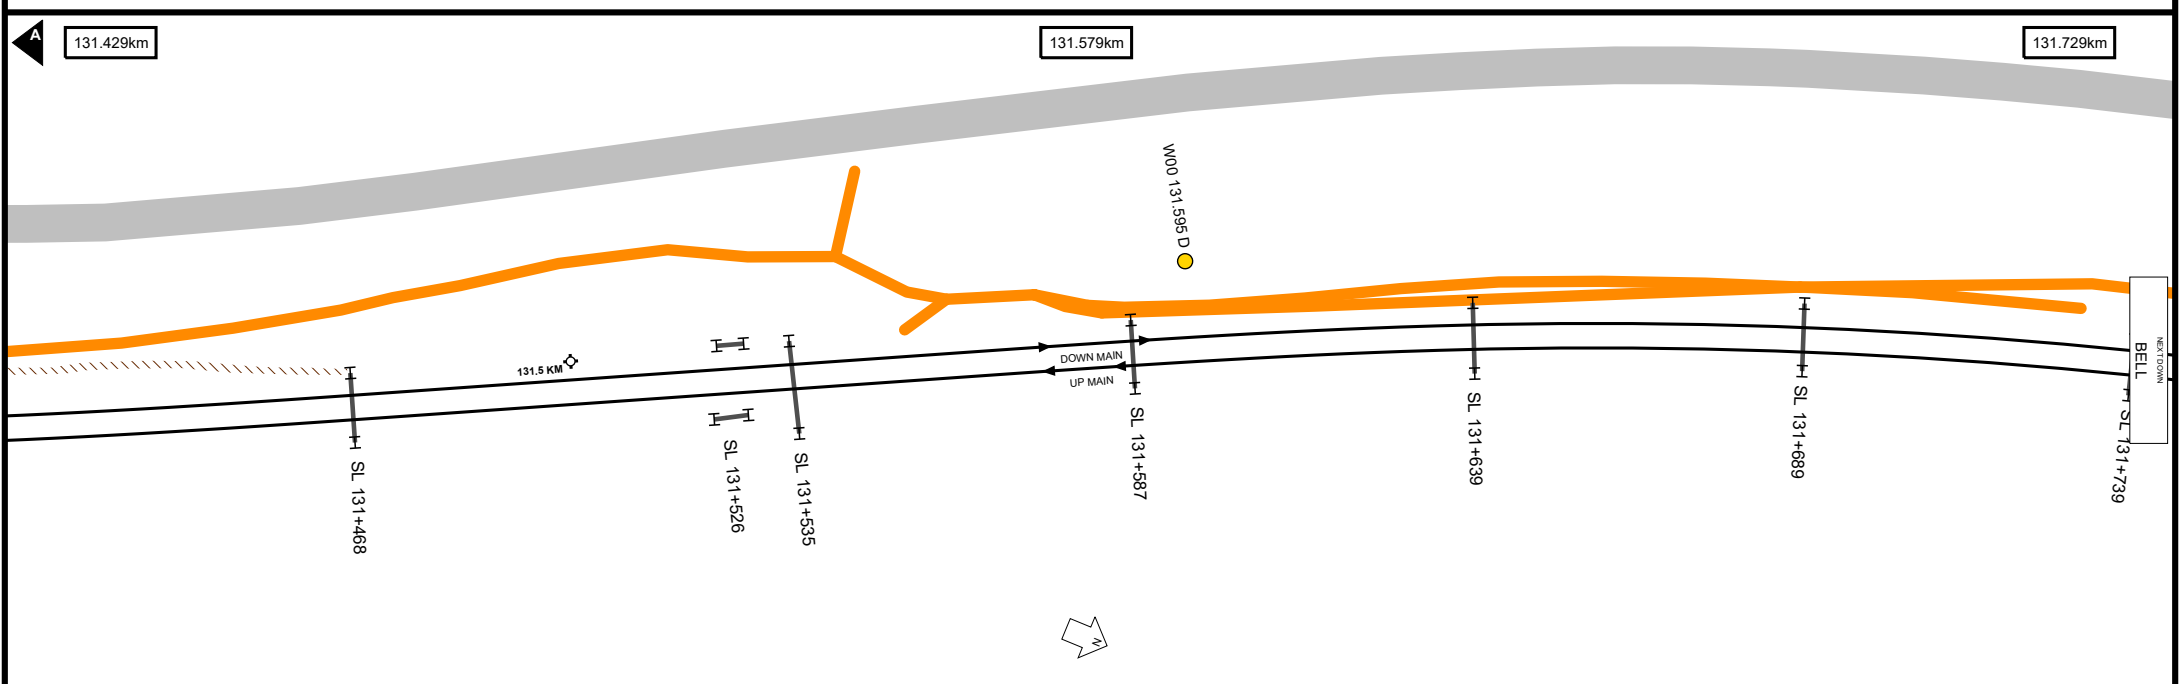 A
131.429km
131.579km
131.729km
W00 131.595 D
131.5 KM
DOWN MAIN
UP MAIN
SL 131+468
SL 131+526
SL 131+535
SL 131+587
SL 131+639
SL 131+689
SL 131+739
NEXT DOWN
BELL
N